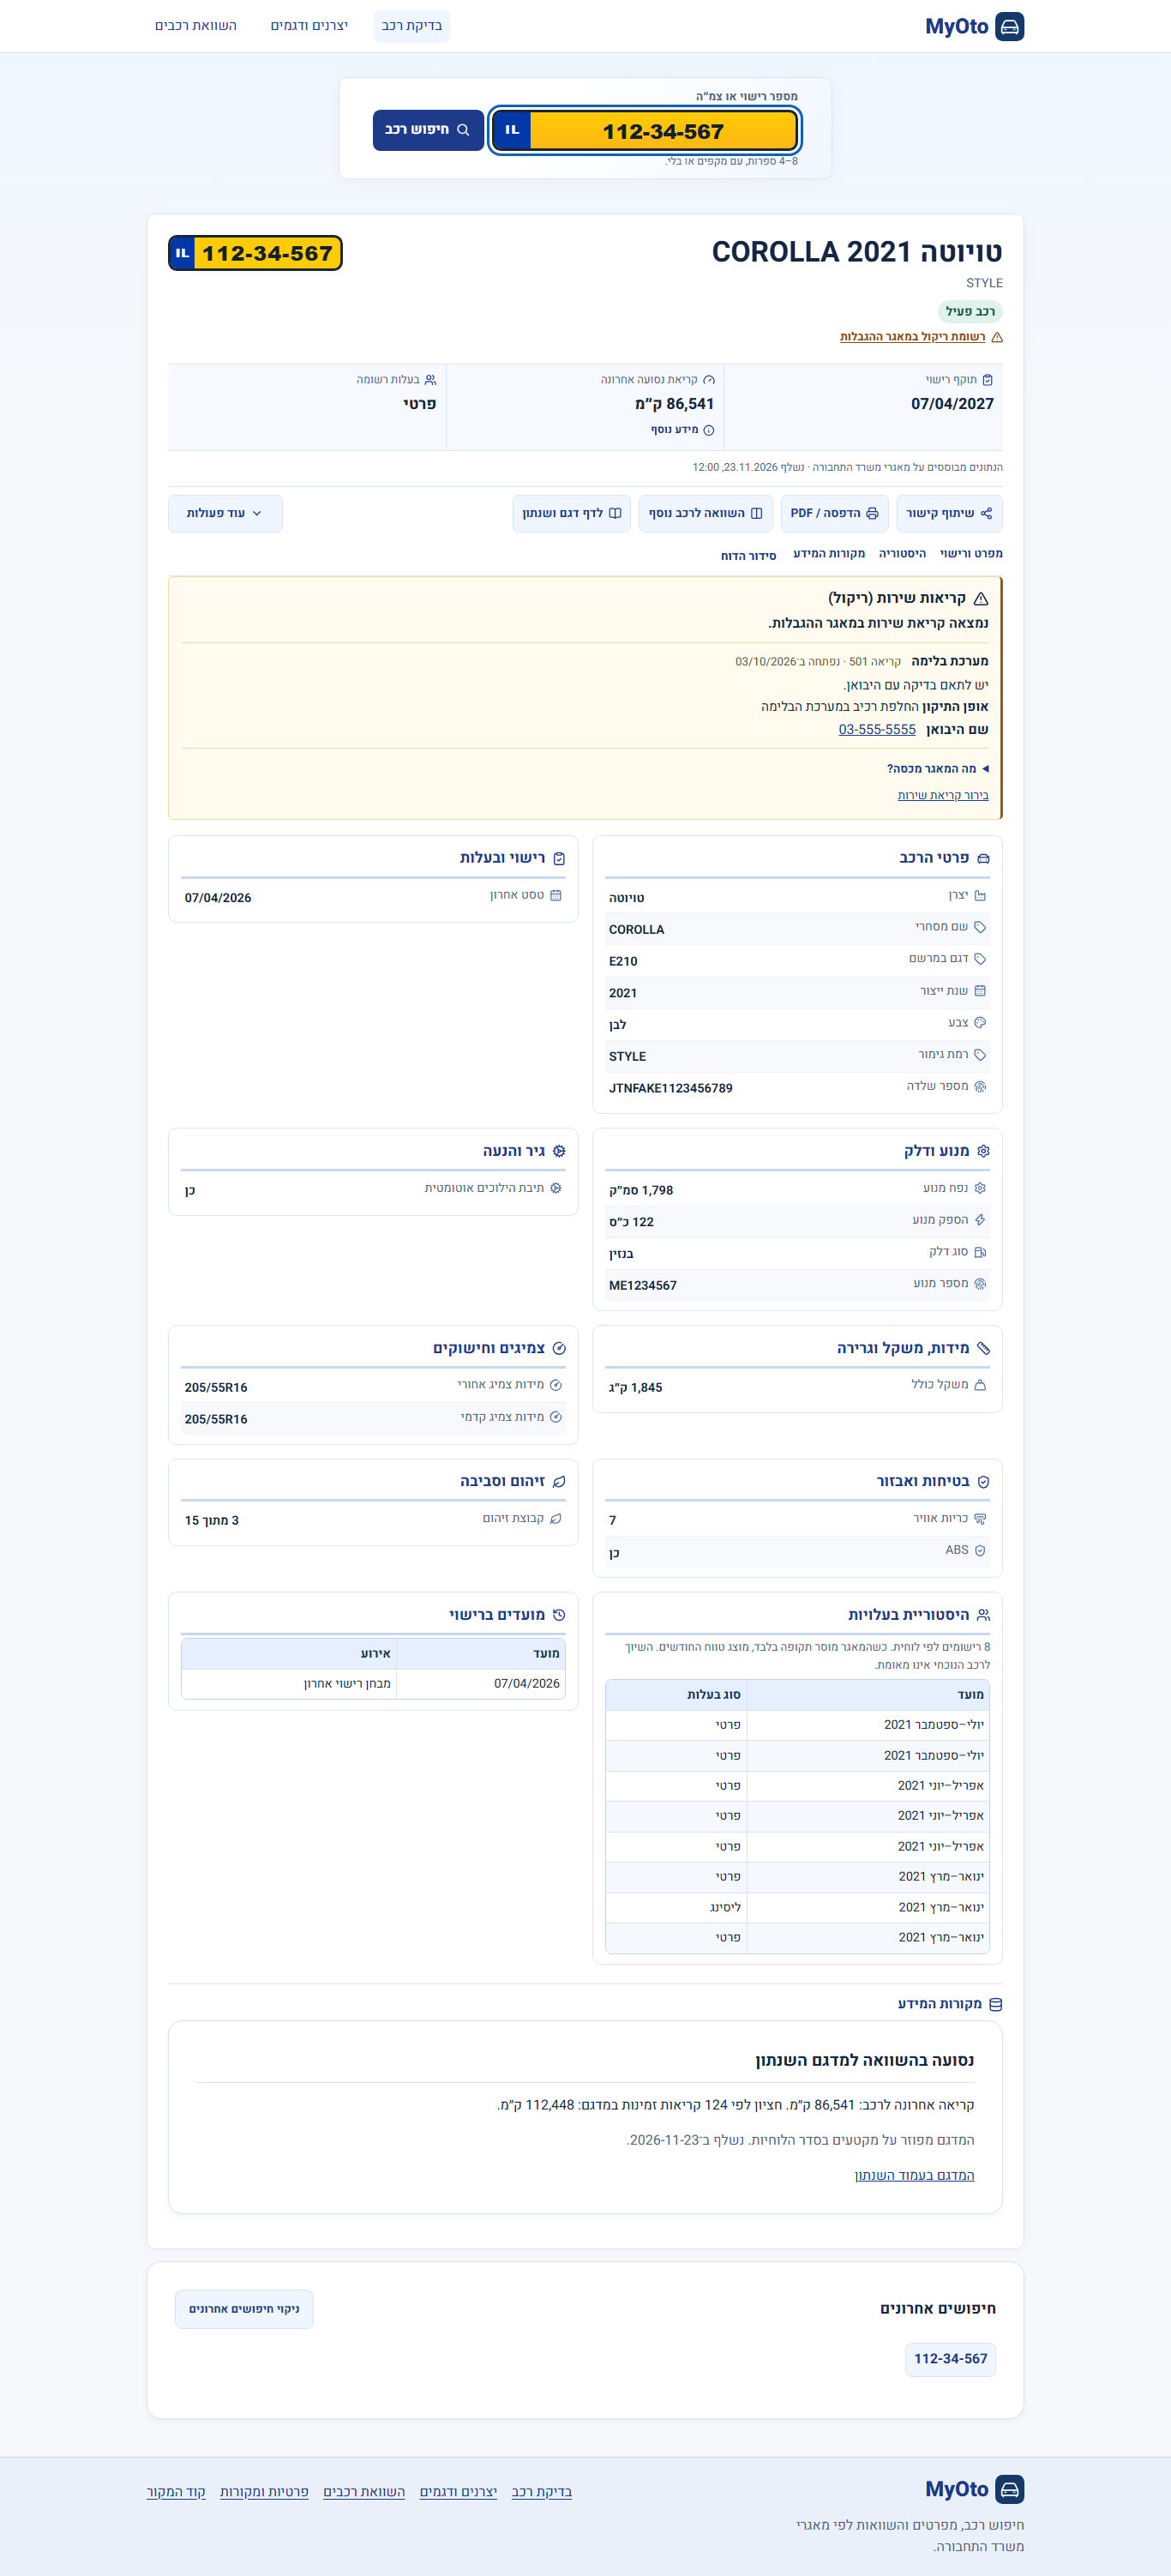 MyOto
בדיקת רכב
יצרנים ודגמים
השוואת רכבים
מספר רישוי או צמ״ה
112-34-567
IL
חיפוש רכב
4–8 ספרות, עם מקפים או בלי.
טויוטה COROLLA 2021
112-34-567
IL
STYLE
רכב פעיל
רשומת ריקול במאגר ההגבלות
תוקף רישוי
07/04/2027
קריאת נסועה אחרונה
86,541 ק״מ
מידע נוסף
בעלות רשומה
פרטי
הנתונים מבוססים על מאגרי משרד התחבורה · נשלף 23.11.2026, 12:00
שיתוף קישור
הדפסה / PDF
השוואה לרכב נוסף
לדף דגם ושנתון
עוד פעולות
מפרט ורישוי
היסטוריה
מקורות המידע
סידור הדוח
קריאות שירות (ריקול)
נמצאה קריאת שירות במאגר ההגבלות.
מערכת בלימה קריאה 501 · נפתחה ב־03/10/2026
יש לתאם בדיקה עם היבואן.
אופן התיקון החלפת רכיב במערכת הבלימה
שם היבואן 03-555-5555
מה המאגר מכסה?
בירור קריאת שירות
פרטי הרכב
יצרן טויוטה
שם מסחרי COROLLA
דגם במרשם E210
שנת ייצור 2021
צבע לבן
רמת גימור STYLE
מספר שלדה JTNFAKE1123456789
רישוי ובעלות
טסט אחרון 07/04/2026
מנוע ודלק
נפח מנוע 1,798 סמ״ק
הספק מנוע 122 כ״ס
סוג דלק בנזין
מספר מנוע ME1234567
גיר והנעה
תיבת הילוכים אוטומטית כן
מידות, משקל וגרירה
משקל כולל 1,845 ק״ג
צמיגים וחישוקים
מידות צמיג אחורי 205/55R16
מידות צמיג קדמי 205/55R16
בטיחות ואבזור
כריות אוויר 7
ABS כן
זיהום וסביבה
קבוצת זיהום 3 מתוך 15
היסטוריית בעלויות
8 רישומים לפי לוחית. כשהמאגר מוסר תקופה בלבד, מוצג טווח החודשים. השיוך
לרכב הנוכחי אינו מאומת.
מועד סוג בעלות
יולי–ספטמבר 2021 פרטי
יולי–ספטמבר 2021 פרטי
אפריל–יוני 2021 פרטי
אפריל–יוני 2021 פרטי
אפריל–יוני 2021 פרטי
ינואר–מרץ 2021 פרטי
ינואר–מרץ 2021 ליסינג
ינואר–מרץ 2021 פרטי
מועדים ברישוי
מועד אירוע
07/04/2026 מבחן רישוי אחרון
מקורות המידע
נסועה בהשוואה למדגם השנתון
קריאה אחרונה לרכב: 86,541 ק״מ. חציון לפי 124 קריאות זמינות במדגם: 112,448 ק״מ.
המדגם מפוזר על מקטעים בסדר הלוחיות. נשלף ב־2026-11-23.
המדגם בעמוד השנתון
חיפושים אחרונים
ניקוי חיפושים אחרונים
112-34-567
MyOto
בדיקת רכב
יצרנים ודגמים
השוואת רכבים
פרטיות ומקורות
קוד המקור
חיפוש רכב, מפרטים והשוואות לפי מאגרי
משרד התחבורה.